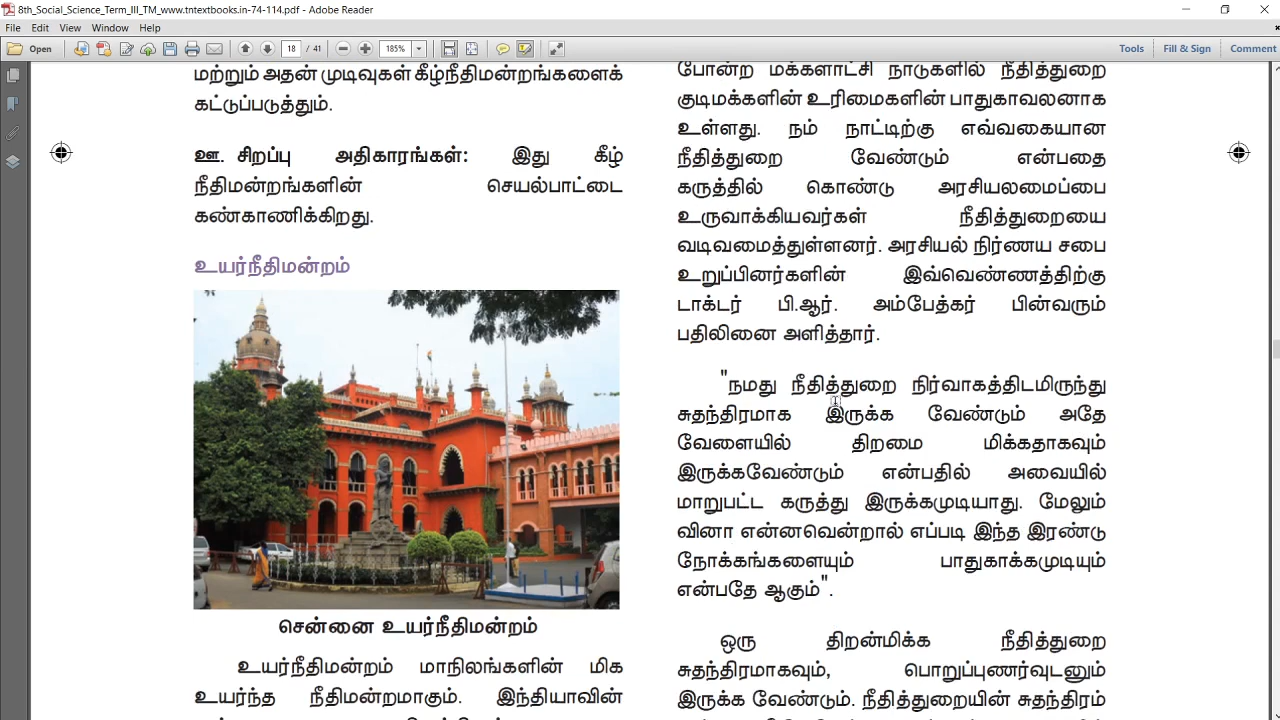 8th_Social_Science_Term_III_TM_www.tntextbooks.in-74-114.pdf - Adobe Reader
File Edit View Window Help
Open 18 / 41 185% Tools Fill & Sign Comment
மற்றும் அதன் முடிவுகள் கீழ்நீதிமன்றங்களைக்
கட்டுப்படுத்தும்.
ஊ. சிறப்பு அதிகாரங்கள்: இது கீழ்
நீதிமன்றங்களின் செயல்பாட்டை
கண்காணிக்கிறது.
உயர்நீதிமன்றம்
சென்னை உயர்நீதிமன்றம்
உயர்நீதிமன்றம் மாநிலங்களின் மிக
உயர்ந்த நீதிமன்றமாகும். இந்தியாவின்
போன்ற மக்களாட்சி நாடுகளில் நீதித்துறை
குடிமக்களின் உரிமைகளின் பாதுகாவலனாக
உள்ளது. நம் நாட்டிற்கு எவ்வகையான
நீதித்துறை வேண்டும் என்பதை
கருத்தில் கொண்டு அரசியலமைப்பை
உருவாக்கியவர்கள் நீதித்துறையை
வடிவமைத்துள்ளனர். அரசியல் நிர்ணய சபை
உறுப்பினர்களின் இவ்வெண்ணத்திற்கு
டாக்டர் பி.ஆர். அம்பேத்கர் பின்வரும்
பதிலினை அளித்தார்.
"நமது நீதித்துறை நிர்வாகத்திடமிருந்து
சுதந்திரமாக இருக்க வேண்டும் அதே
வேளையில் திறமை மிக்கதாகவும்
இருக்கவேண்டும் என்பதில் அவையில்
மாறுபட்ட கருத்து இருக்கமுடியாது. மேலும்
வினா என்னவென்றால் எப்படி இந்த இரண்டு
நோக்கங்களையும் பாதுகாக்கமுடியும்
என்பதே ஆகும்".
ஒரு திறன்மிக்க நீதித்துறை
சுதந்திரமாகவும், பொறுப்புணர்வுடனும்
இருக்க வேண்டும். நீதித்துறையின் சுதந்திரம்